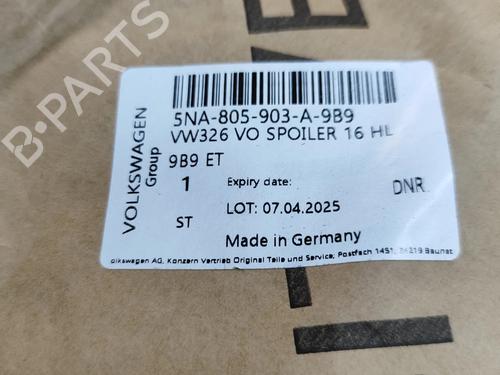 B-PARTS
VOLKSWAGEN
Group
5NA-805-903-A-9B9
VW326 VO SPOILER 16 HL
9B9 ET
1 Expiry date: DNR
ST LOT: 07.04.2025
Made in Germany
olkswagen AG, Konzern Vertrieb Original Teile und Service; Postfach 1451, 34219 Baunat